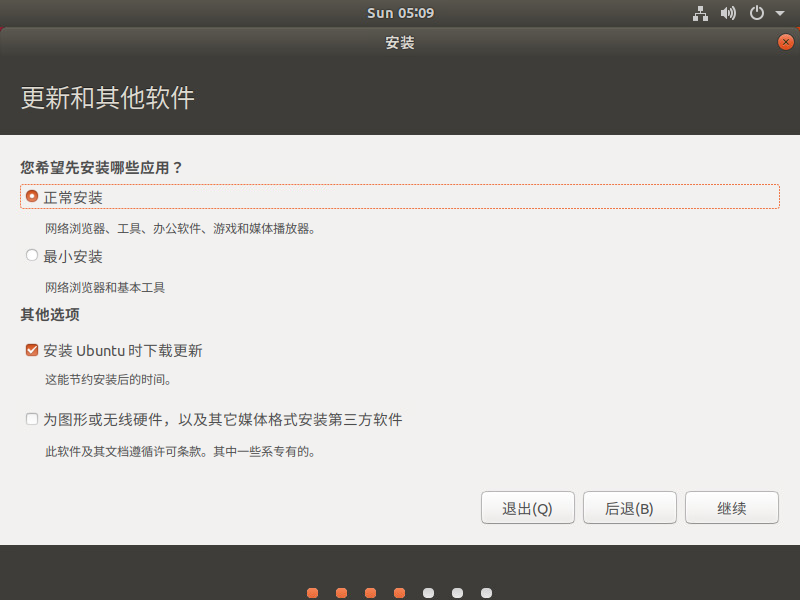 Sun 05:09
安装
更新和其他软件
您希望先安装哪些应用？
正常安装
网络浏览器、工具、办公软件、游戏和媒体播放器。
最小安装
网络浏览器和基本工具
其他选项
安装 Ubuntu 时下载更新
这能节约安装后的时间。
为图形或无线硬件，以及其它媒体格式安装第三方软件
此软件及其文档遵循许可条款。其中一些系专有的。
退出(Q) 后退(B) 继续